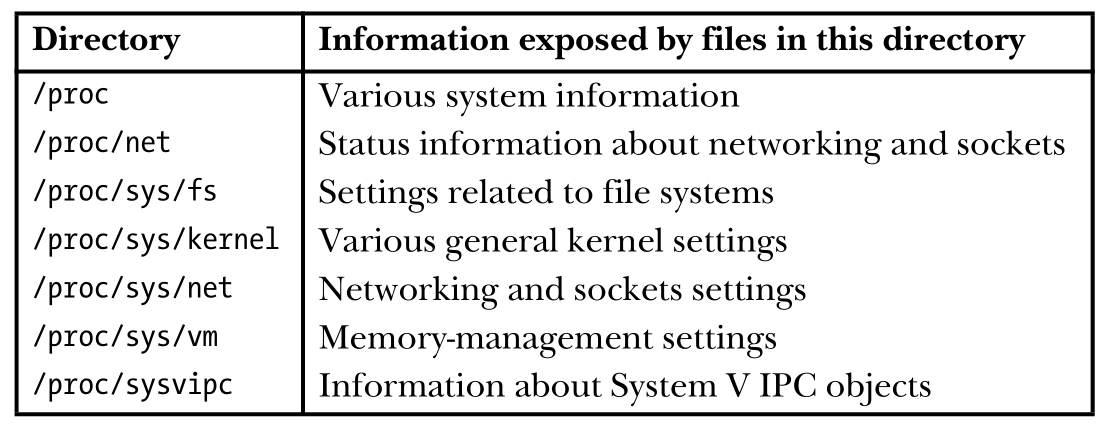 Directory Information exposed by files in this directory
/proc Various system information
/proc/net Status information about networking and sockets
/proc/sys/fs Settings related to file systems
/proc/sys/kernel Various general kernel settings
/proc/sys/net Networking and sockets settings
/proc/sys/vm Memory-management settings
/proc/sysvipc Information about System V IPC objects